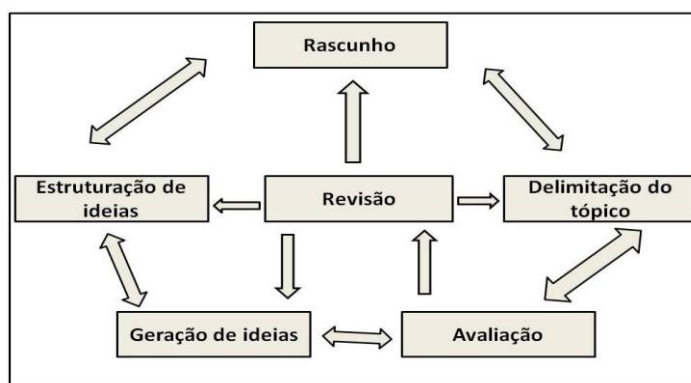 Rascunho
Estruturação de
ideias
Revisão
Delimitação do
tópico
Geração de ideias
Avaliação